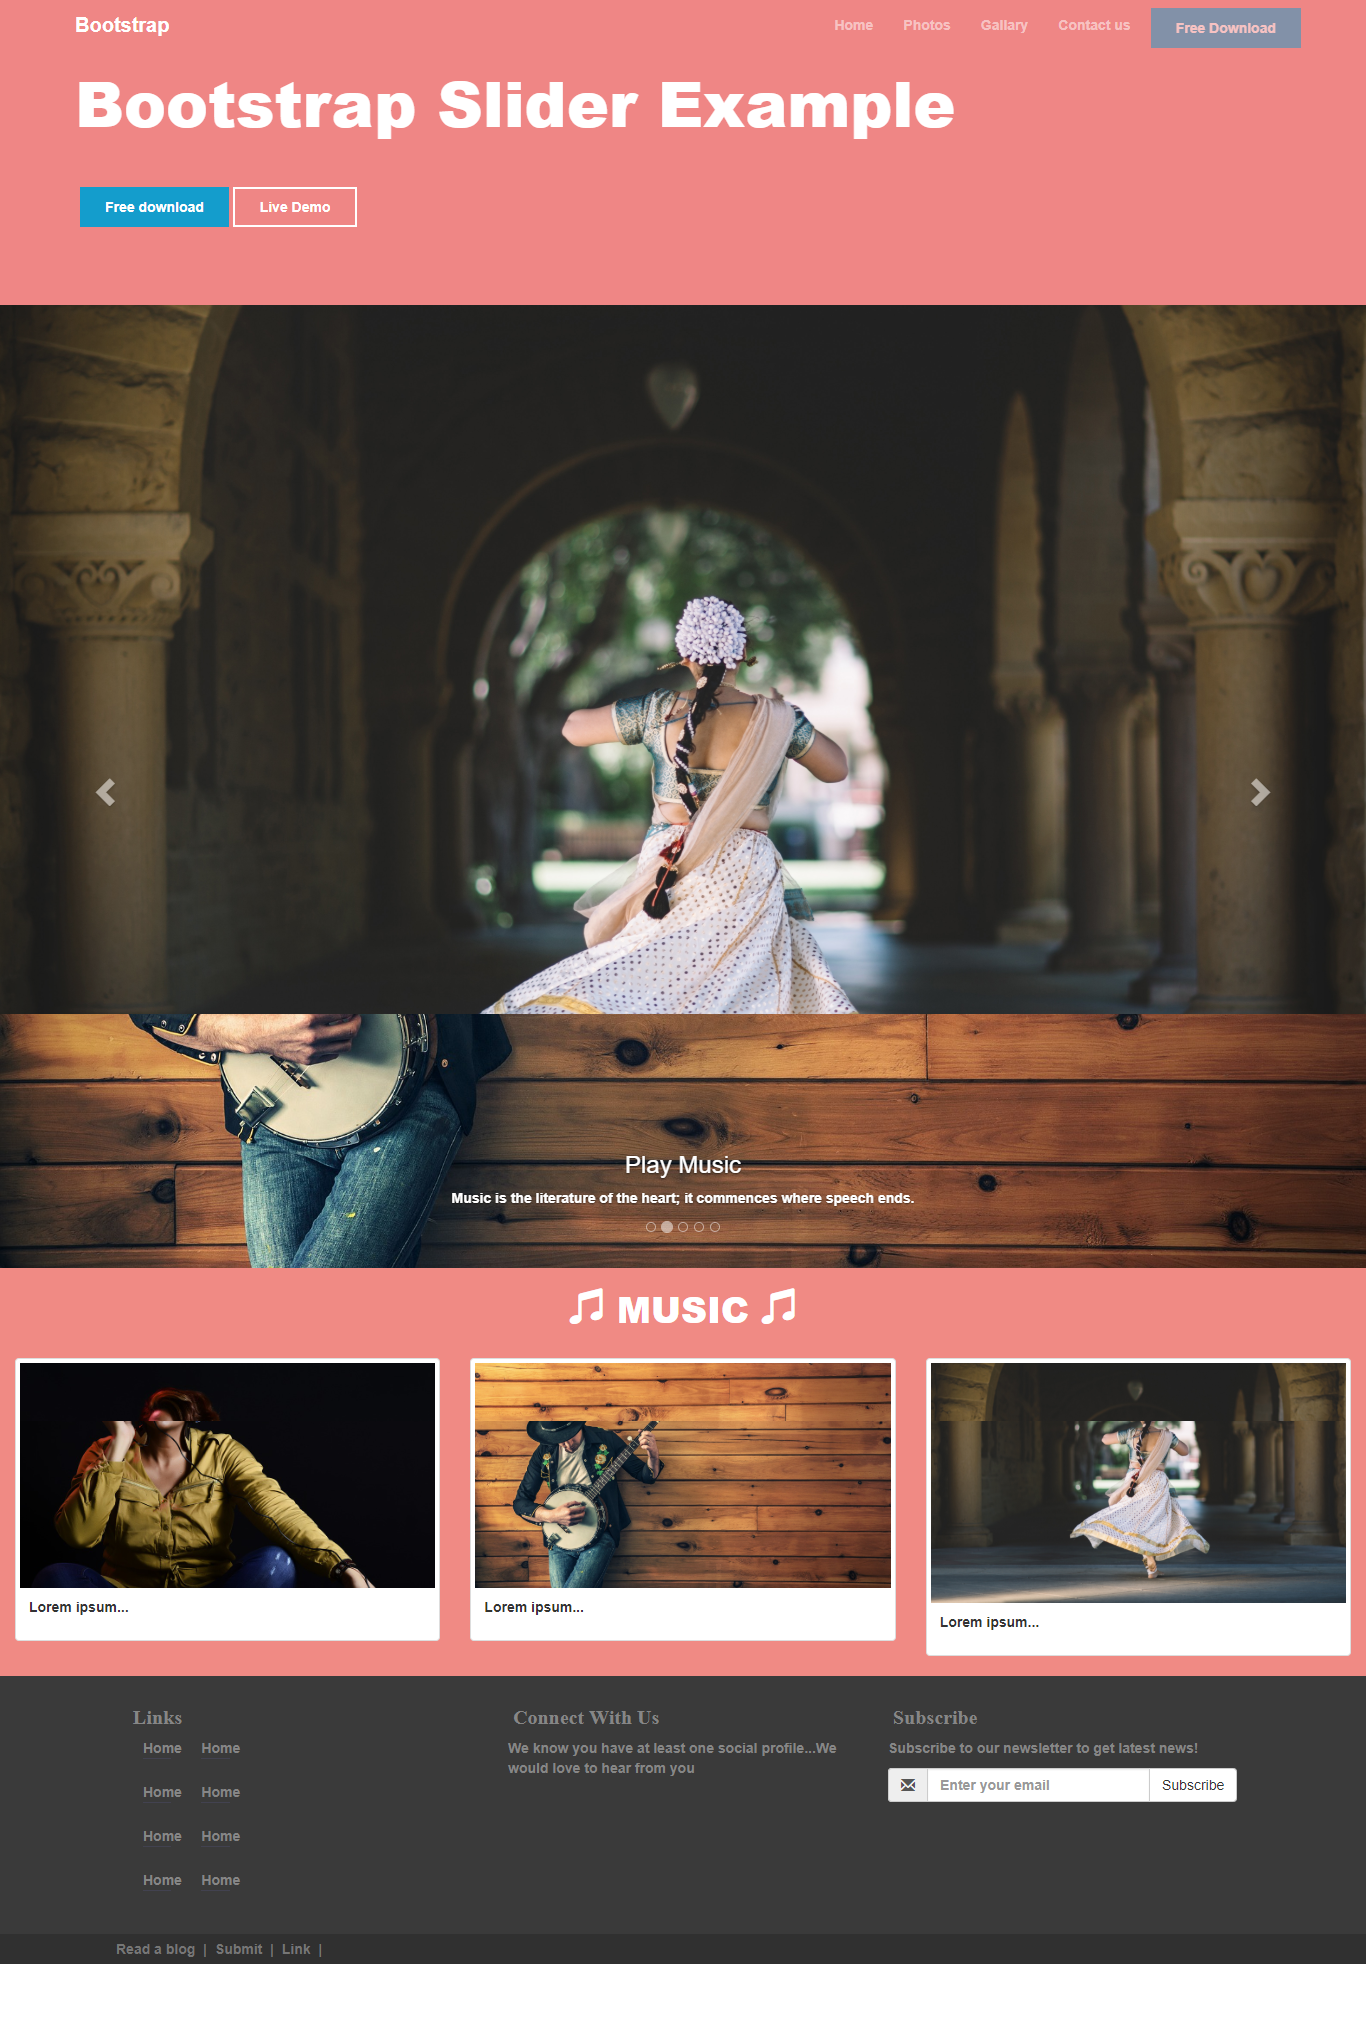 Bootstrap
Home Photos Gallary Contact us Free Download
Bootstrap Slider Example
Free download Live Demo
Play Music
Music is the literature of the heart; it commences where speech ends.
MUSIC
Lorem ipsum...
Lorem ipsum...
Lorem ipsum...
Links
Home Home
Home Home
Home Home
Home Home
Connect With Us
We know you have at least one social profile...We
would love to hear from you
Subscribe
Subscribe to our newsletter to get latest news!
Enter your email Subscribe
Read a blog | Submit | Link |